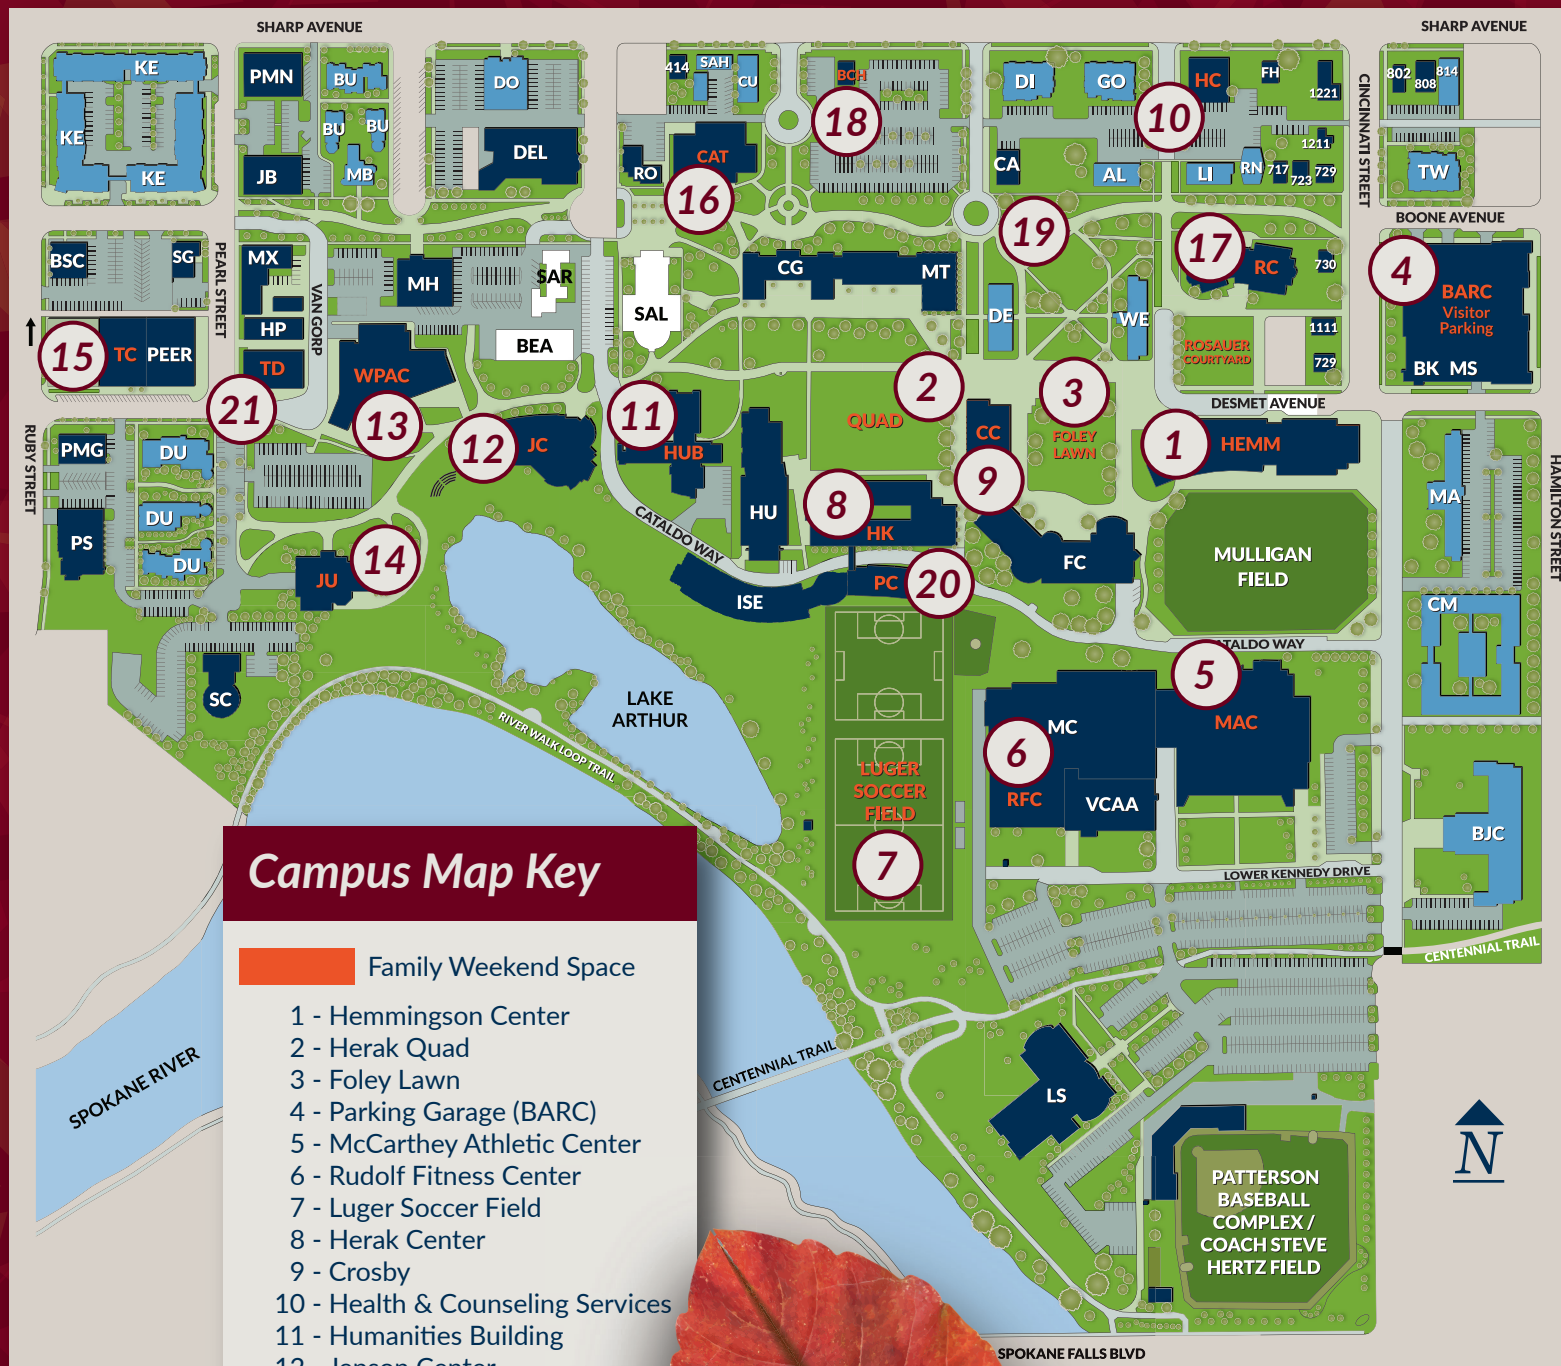 SHARP AVENUE
SHARP AVENUE
KE
KE
KE
PMN
BU
BU
BU
MB
JB
DO
DEL
414
SAH
CU
RO
CAT
16
BCH
18
DI
GO
HC
FH
1221
10
1211
CA
AL
LI
RN
717
723
729
CINCINNATI STREET
802
808
814
TW
BOONE AVENUE
BSC
SG
PEARL STREET
MX
HP
TD
VAN GORP
MH
SAR
BEA
SAL
CG
MT
19
DE
WE
17
RC
730
1111
729
ROSAUER
COURTYARD
4
BARC
Visitor
Parking
BK
MS
15
TC
PEER
21
WPAC
13
12
JC
11
HUB
QUAD
2
3
FOLEY
LAWN
CC
9
DESMET AVENUE
1
HEMM
RUBY STREET
PMG
DU
DU
DU
PS
JU
14
SC
CATALDO WAY
HU
8
HK
ISE
PC
20
FC
MULLIGAN
FIELD
MA
HAMILTON STREET
CM
LAKE
ARTHUR
RIVER WALK LOOP TRAIL
LUGER
SOCCER
FIELD
7
ATALDO WAY
5
MAC
MC
6
RFC
VCAA
BJC
LOWER KENNEDY DRIVE
CENTENNIAL TRAIL
SPOKANE RIVER
CENTENNIAL TRAIL
LS
PATTERSON
BASEBALL
COMPLEX /
COACH STEVE
HERTZ FIELD
N
SPOKANE FALLS BLVD
Campus Map Key
Family Weekend Space
1 - Hemmingson Center
2 - Herak Quad
3 - Foley Lawn
4 - Parking Garage (BARC)
5 - McCarthey Athletic Center
6 - Rudolf Fitness Center
7 - Luger Soccer Field
8 - Herak Center
9 - Crosby
10 - Health & Counseling Services
11 - Humanities Building
12 - Jepson Center